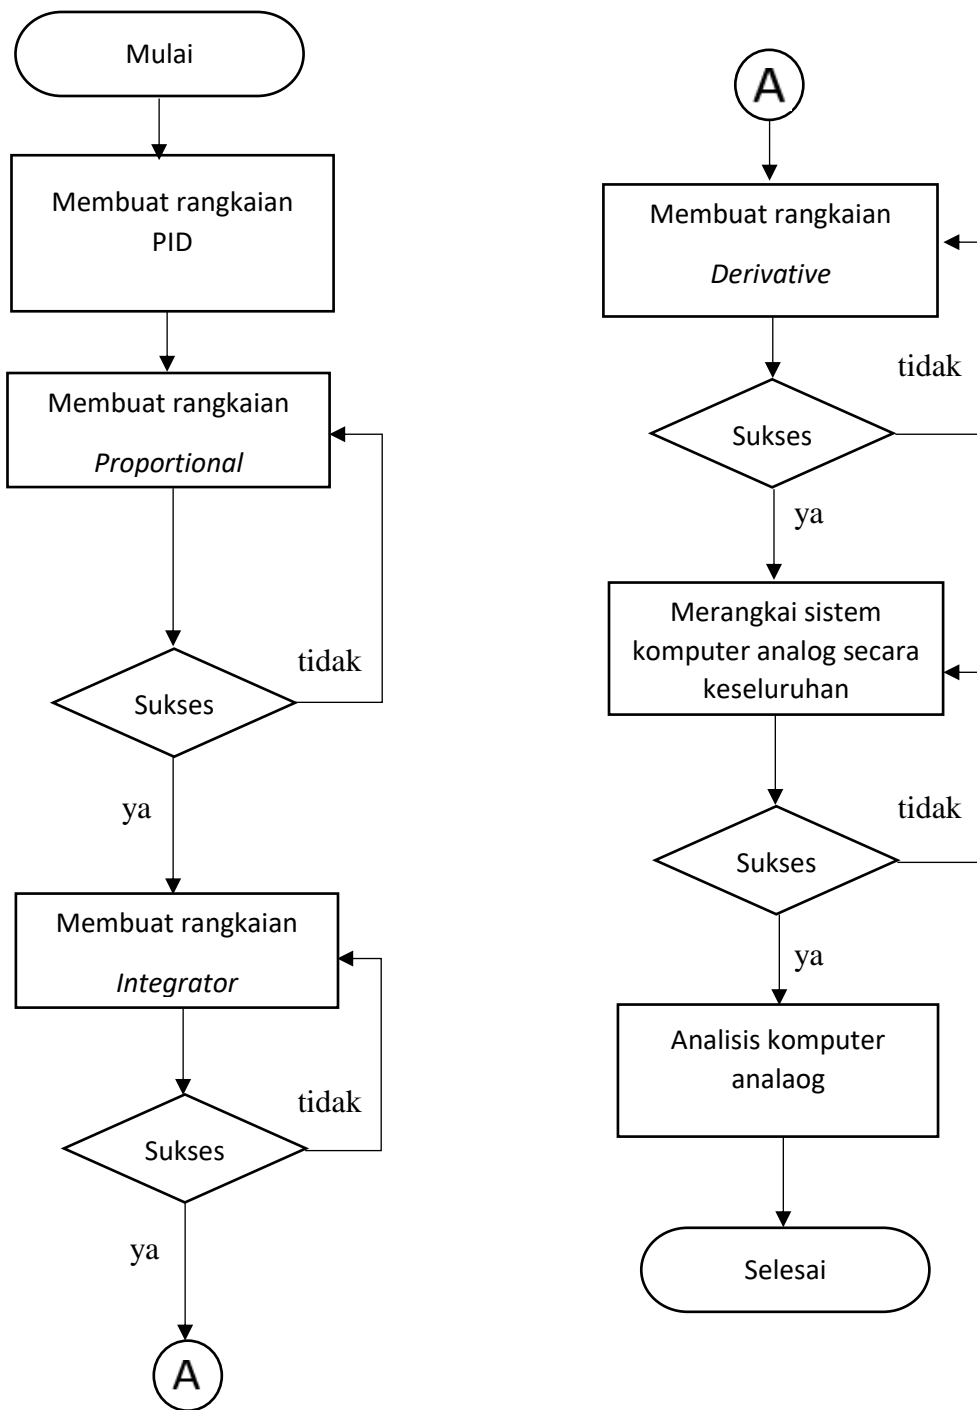 Mulai
Membuat rangkaian
PID
Membuat rangkaian
Proportional
tidak
Sukses
ya
Membuat rangkaian
Integrator
tidak
Sukses
ya
A
A
Membuat rangkaian
Derivative
tidak
Sukses
ya
Merangkai sistem
komputer analog secara
keseluruhan
tidak
Sukses
ya
Analisis komputer
analaog
Selesai